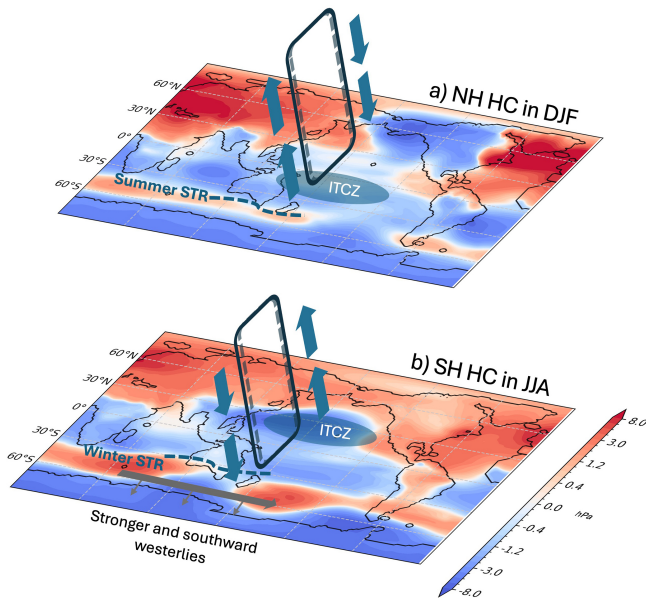 a) NH HC in DJF
60°N
30°N
0°
30°S
60°S
Summer STR
ITCZ
b) SH HC in JJA
60°N
30°N
0°
30°S
60°S
Winter STR
ITCZ
Stronger and southward
westerlies
8.0
3.0
1.2
0.4
0.0
hPa
-0.4
-1.2
-3.0
-8.0